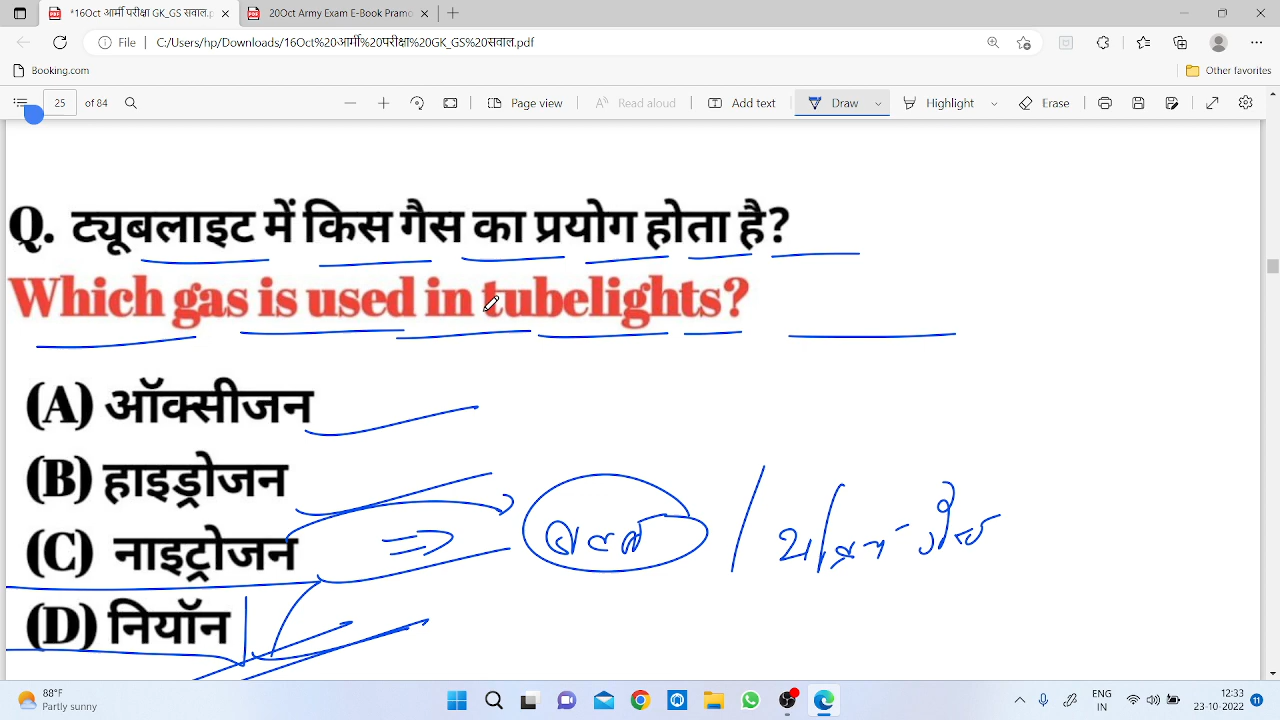 *16Oct आर्मी परीक्षा GK_GS सवाल.p
20Oct Army Exam E-Book Pramo
File C:/Users/hp/Downloads/16Oct%20आर्मी%20परीक्षा%20GK_GS%20सवाल.pdf
Booking.com
Other favorites
25 of 84 Page view Read aloud Add text Draw Highlight Erase
Q. ट्यूबलाइट में किस गैस का प्रयोग होता है?
Which gas is used in tubelights?
(A) ऑक्सीजन
(B) हाइड्रोजन
(C) नाइट्रोजन
(D) नियॉन
88°F
Partly sunny
ENG
IN
3:33
23-10-2022
11